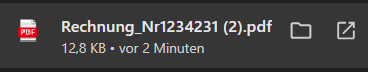 Rechnung_Nr1234231 (2).pdf
PDF
12,8 KB • vor 2 Minuten